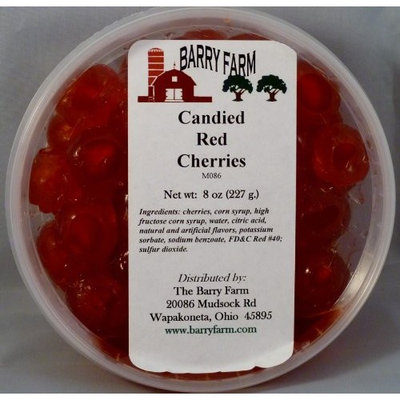 BARRY FARM
Candied
Red
Cherries
M086
Net wt: 8 oz (227 g.)
Ingredients: cherries, corn syrup, high
fructose corn syrup, water, citric acid,
natural and artificial flavors, potassium
sorbate, sodium benzoate, FD&C Red #40;
sulfur dioxide.
Distributed by:
The Barry Farm
20086 Mudsock Rd
Wapakoneta, Ohio 45895
www.barryfarm.com